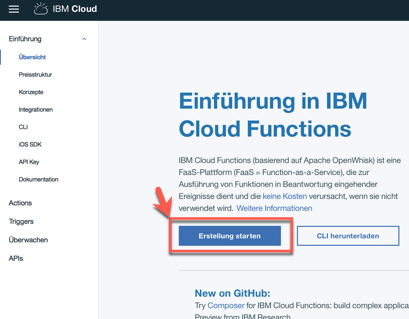 IBM Cloud
Einführung
Übersicht
Preisstruktur
Konzepte
Integrationen
CLI
iOS SDK
API Key
Dokumentation
Actions
Triggers
Überwachen
APIs
Einführung in IBM
Cloud Functions
IBM Cloud Functions (basierend auf Apache OpenWhisk) ist eine
FaaS-Plattform (FaaS = Function-as-a-Service), die zur
Ausführung von Funktionen in Beantwortung eingehender
Ereignisse dient und die keine Kosten verursacht, wenn sie nicht
verwendet wird. Weitere Informationen
Erstellung starten
CLI herunterladen
New on GitHub:
Try Composer for IBM Cloud Functions: build complex applica
Preview from IBM Research.